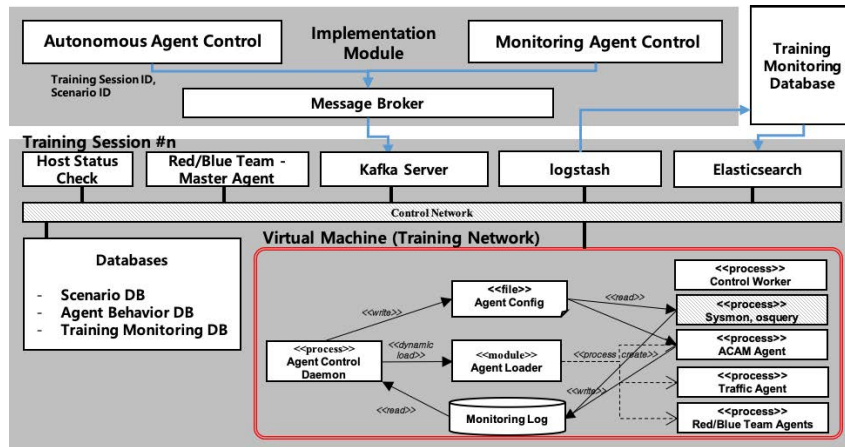 Autonomous Agent Control
Implementation
Module
Monitoring Agent Control
Training
Monitoring
Database
Training Session ID,
Scenario ID
Message Broker
Training Session #n
Host Status
Check
Red/Blue Team -
Master Agent
Kafka Server
logstash
Elasticsearch
Control Network
Databases
- Scenario DB
- Agent Behavior DB
- Training Monitoring DB
Virtual Machine (Training Network)
<<file>>
Agent Config
<<process>>
Control Worker
<<write>>
<<read>>
<<process>>
Sysmon, osquery
<<process>>
Agent Control
Daemon
<<dynamic
load>>
<<module>>
Agent Loader
<<process_create>>
<<process>>
ACAM Agent
<<process>>
Traffic Agent
<<write>>
<<read>>
Monitoring Log
<<process>>
Red/Blue Team Agents